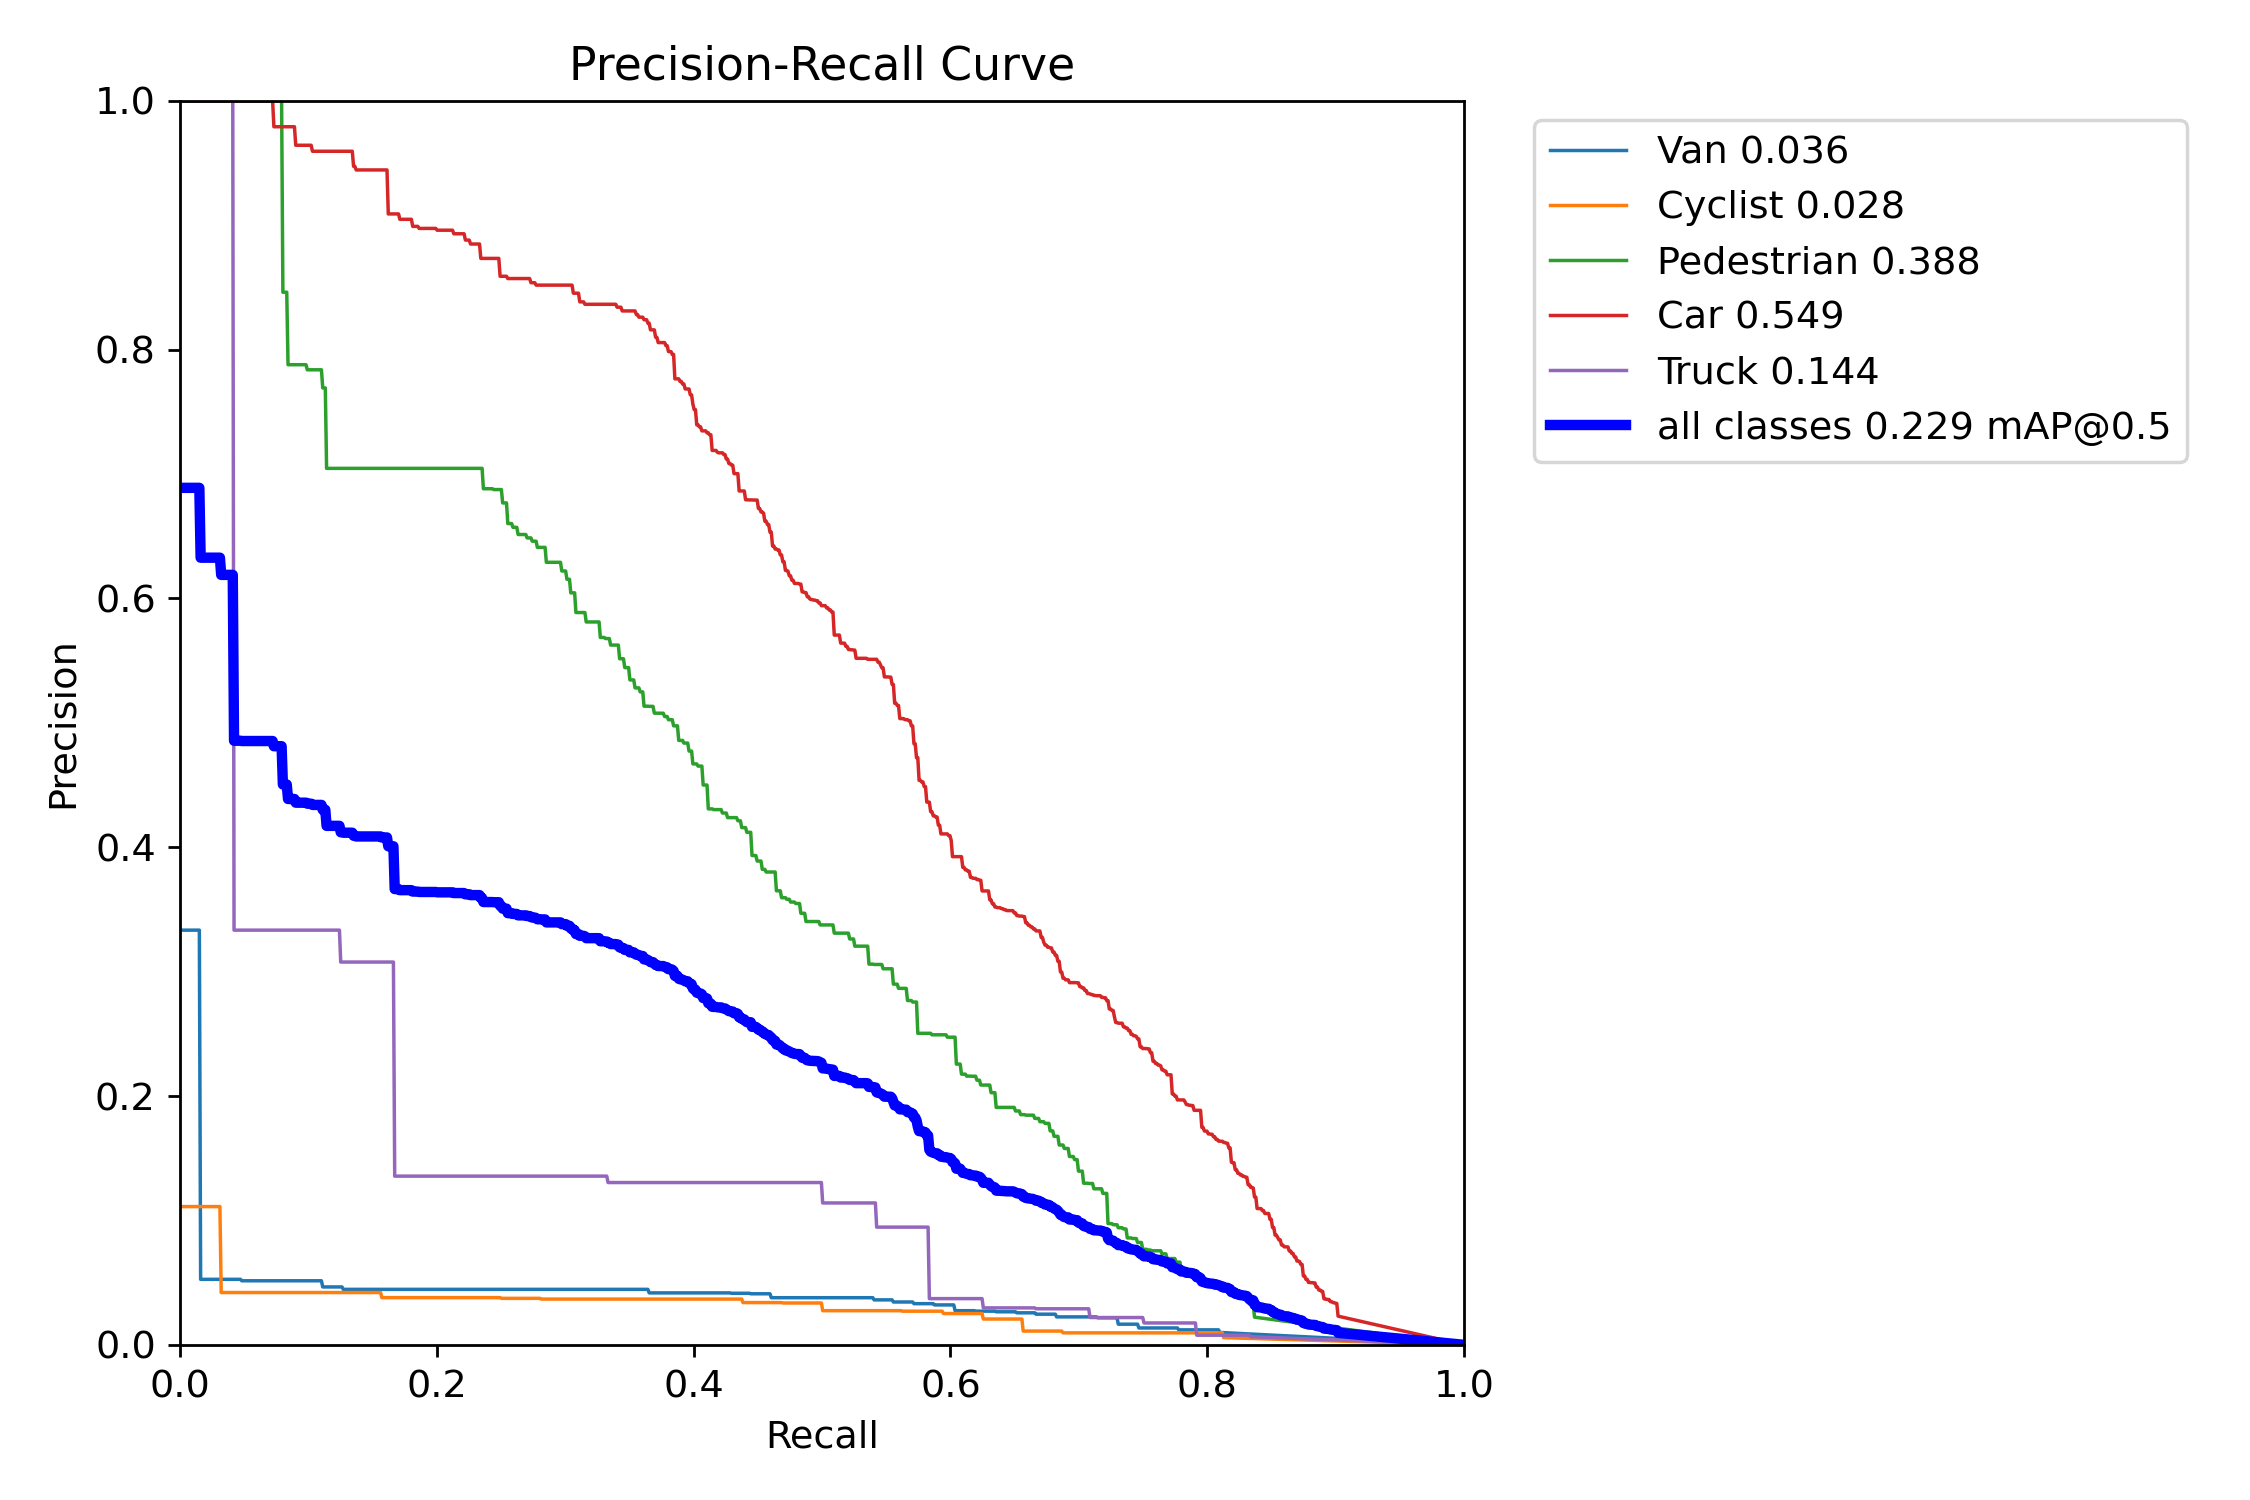 Precision-Recall Curve
1.0
0.8
0.6
0.4
0.2
0.0
Precision
0.0 0.2 0.4 0.6 0.8 1.0
Recall
Van 0.036
Cyclist 0.028
Pedestrian 0.388
Car 0.549
Truck 0.144
all classes 0.229 mAP@0.5